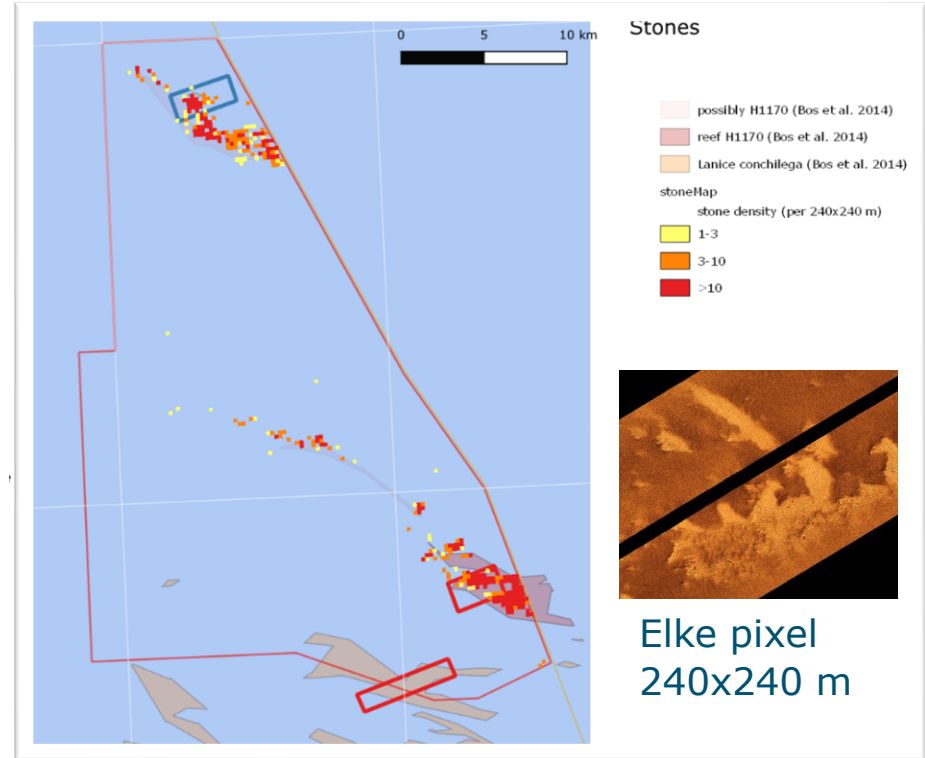 0 5 10 km
Stones
possibly H1170 (Bos et al. 2014)
reef H1170 (Bos et al. 2014)
Lanice conchilega (Bos et al. 2014)
stoneMap
stone density (per 240x240 m)
1-3
3-10
>10
Elke pixel
240x240 m